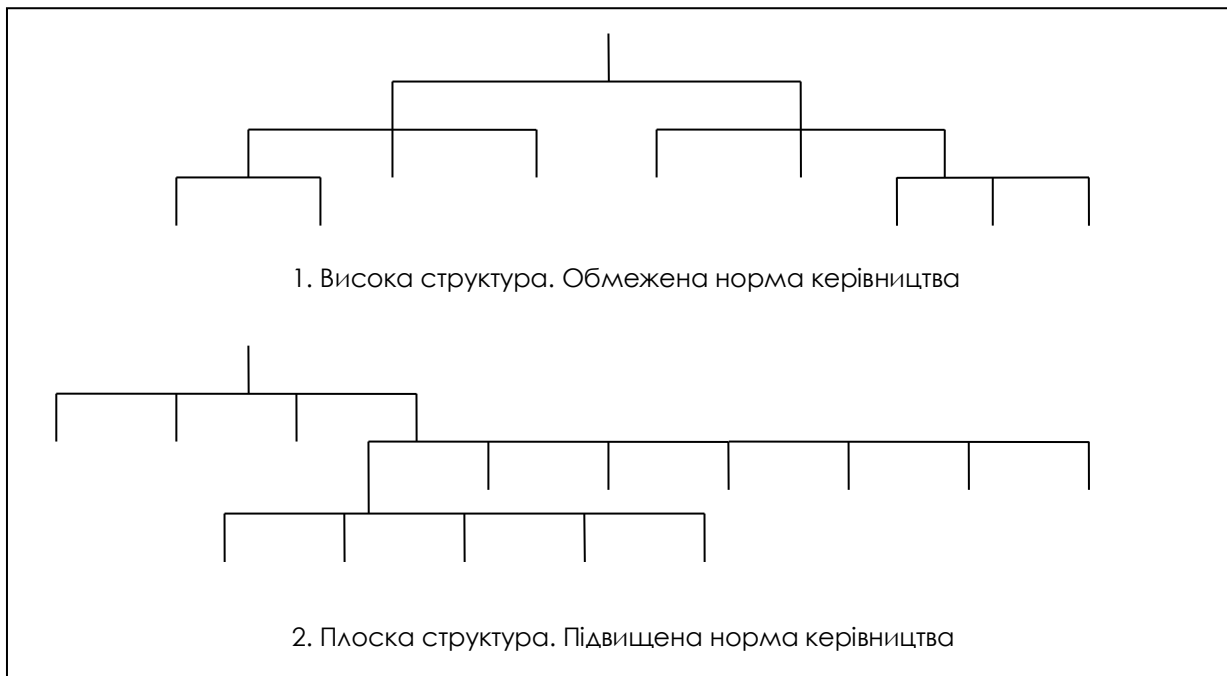 1. Висока структура. Обмежена норма керівництва
2. Плоска структура. Підвищена норма керівництва